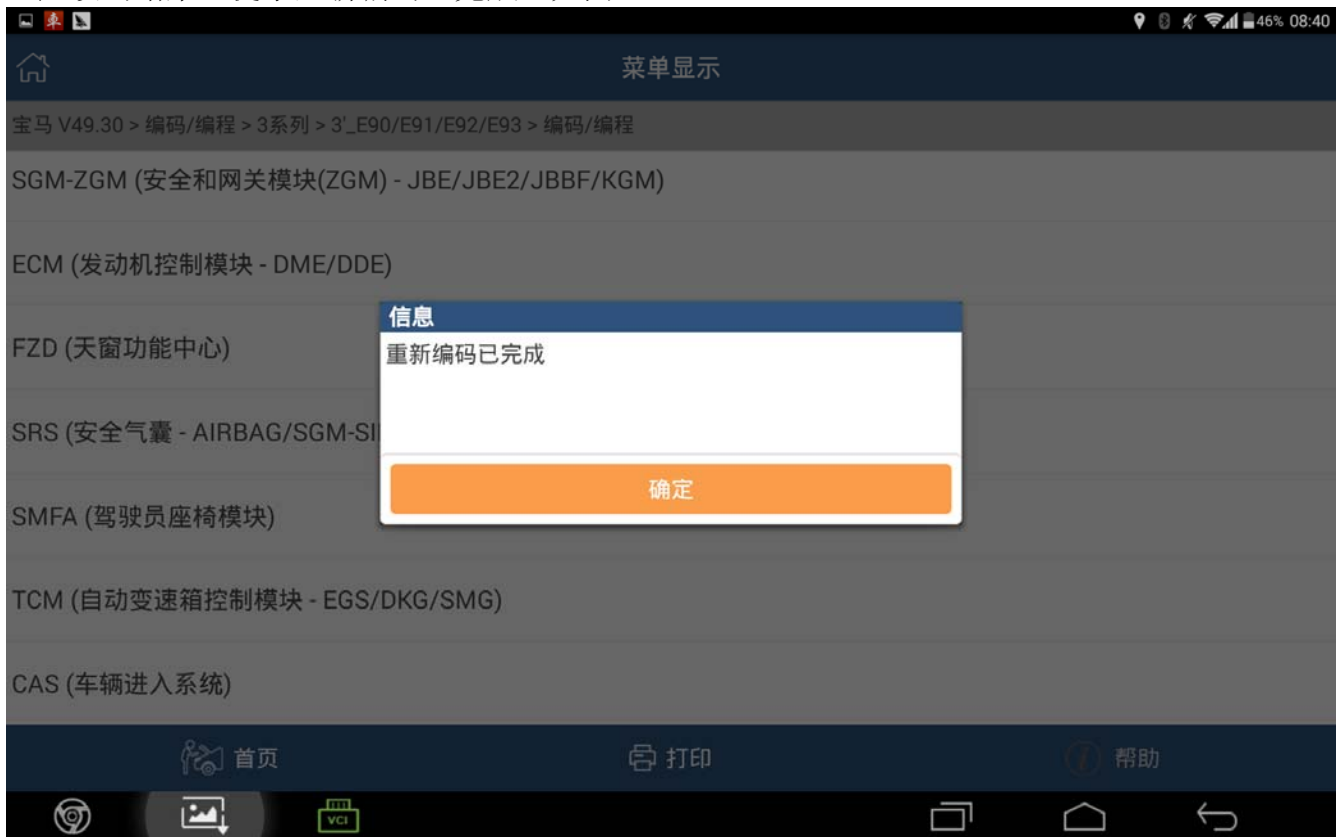 46% 08:40
菜单显示
宝马 V49.30 > 编码/编程 > 3系列 > 3'_E90/E91/E92/E93 > 编码/编程
SGM-ZGM (安全和网关模块(ZGM) - JBE/JBE2/JBBF/KGM)
ECM (发动机控制模块 - DME/DDE)
信息
FZD (天窗功能中心)
重新编码已完成
SRS (安全气囊 - AIRBAG/SGM-SI
确定
SMFA (驾驶员座椅模块)
TCM (自动变速箱控制模块 - EGS/DKG/SMG)
CAS (车辆进入系统)
首页 打印 帮助
VCI